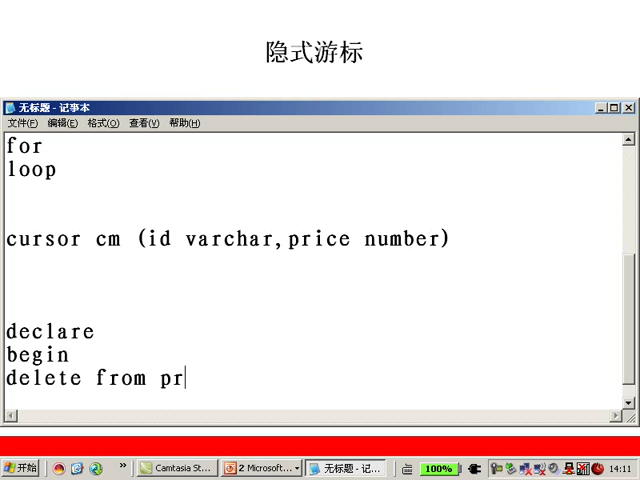 隐式游标
无标题 - 记事本
文件(F) 编辑(E) 格式(O) 查看(V) 帮助(H)
for
loop
cursor cm (id varchar,price number)
declare
begin
delete from pr
开始 » Camtasia St... 2 Microsoft... 无标题 - 记... 100% 14:11